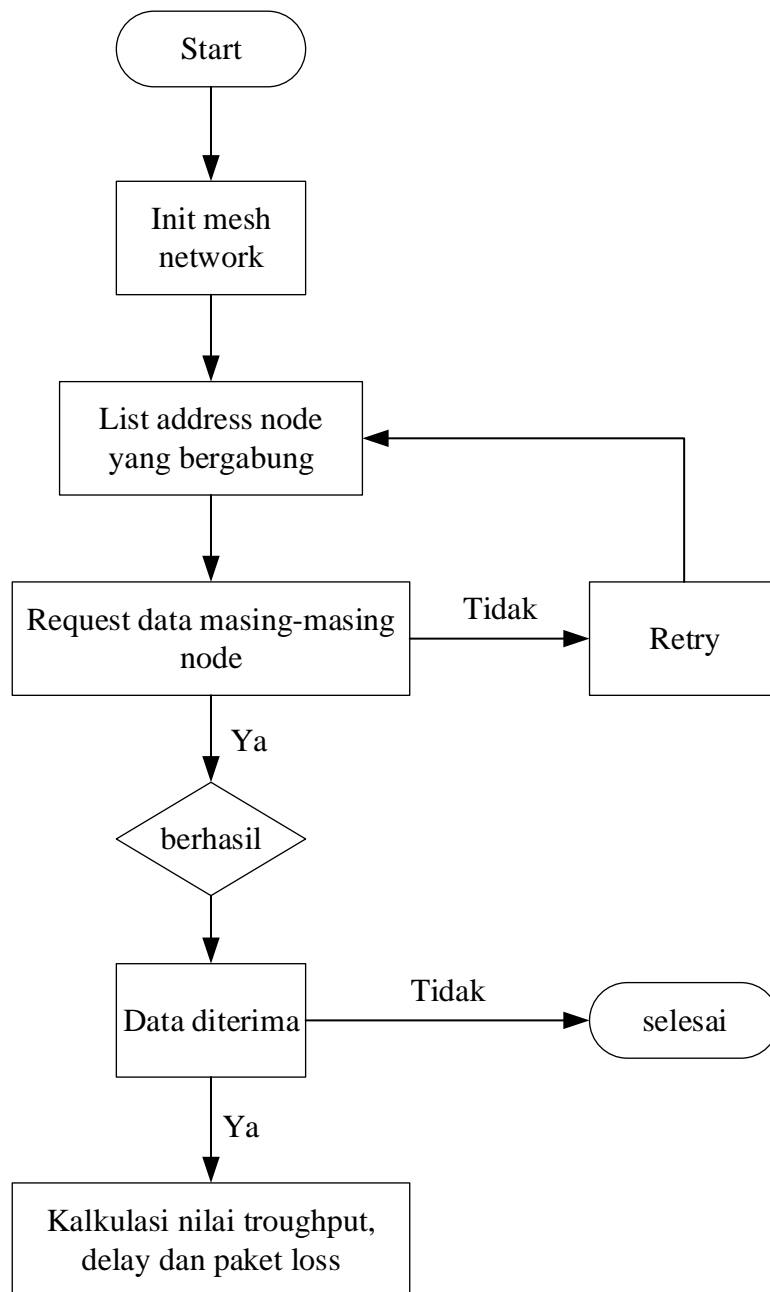 Start
Init mesh
network
List address node
yang bergabung
Request data masing-masing
node
Tidak
Retry
Ya
berhasil
Data diterima
Tidak
selesai
Ya
Kalkulasi nilai troughput,
delay dan paket loss